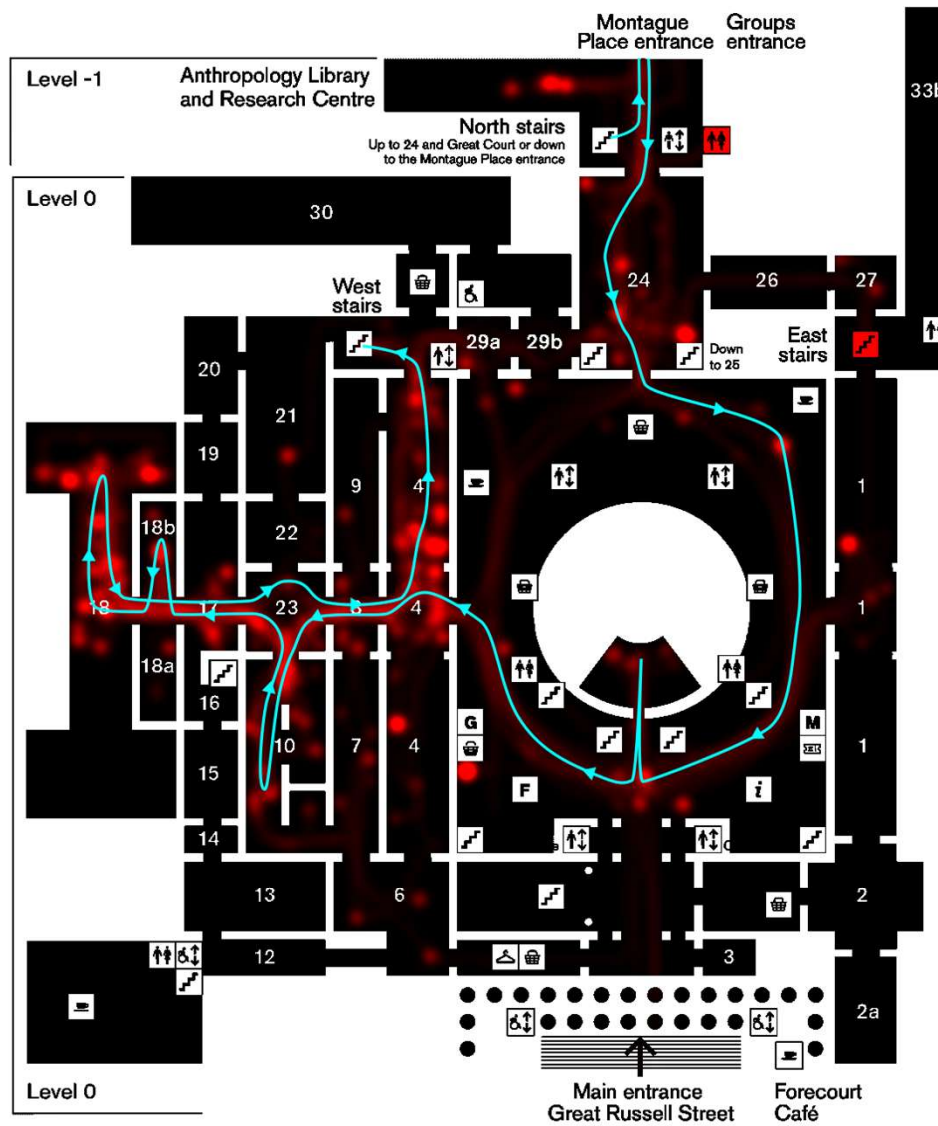 Montague
Place entrance
Groups
entrance
Level -1
Anthropology Library
and Research Centre
33b
North stairs
Up to 24 and Great Court or down
to the Montague Place entrance
Level 0
30
24
26
27
West
stairs
29a
29b
Down
to 25
East
stairs
20
21
19
9
4
1
18b
22
18
17
23
8
4
1
18a
16
10
7
4
G
M
1
15
F
i
14
13
6
2
12
3
2a
Level 0
Main entrance
Great Russell Street
Forecourt
Café